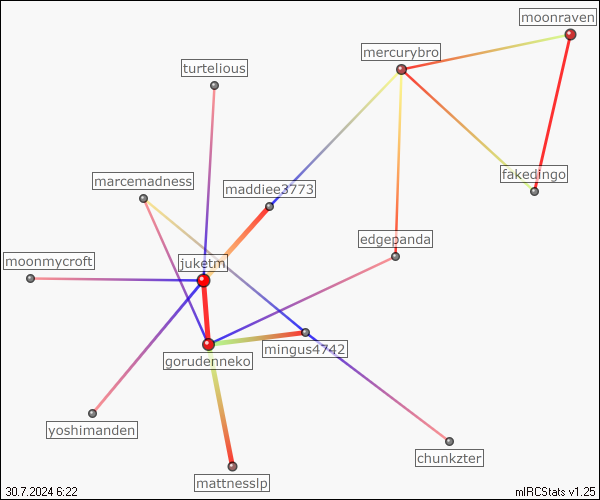 moonraven
mercurybro
turtelious
fakedingo
marcemadness
maddiee3773
edgepanda
moonmycroft
juketm
mingus4742
gorudenneko
yoshimanden
chunkzter
mattnesslp
30.7.2024 6:22
mIRCStats v1.25